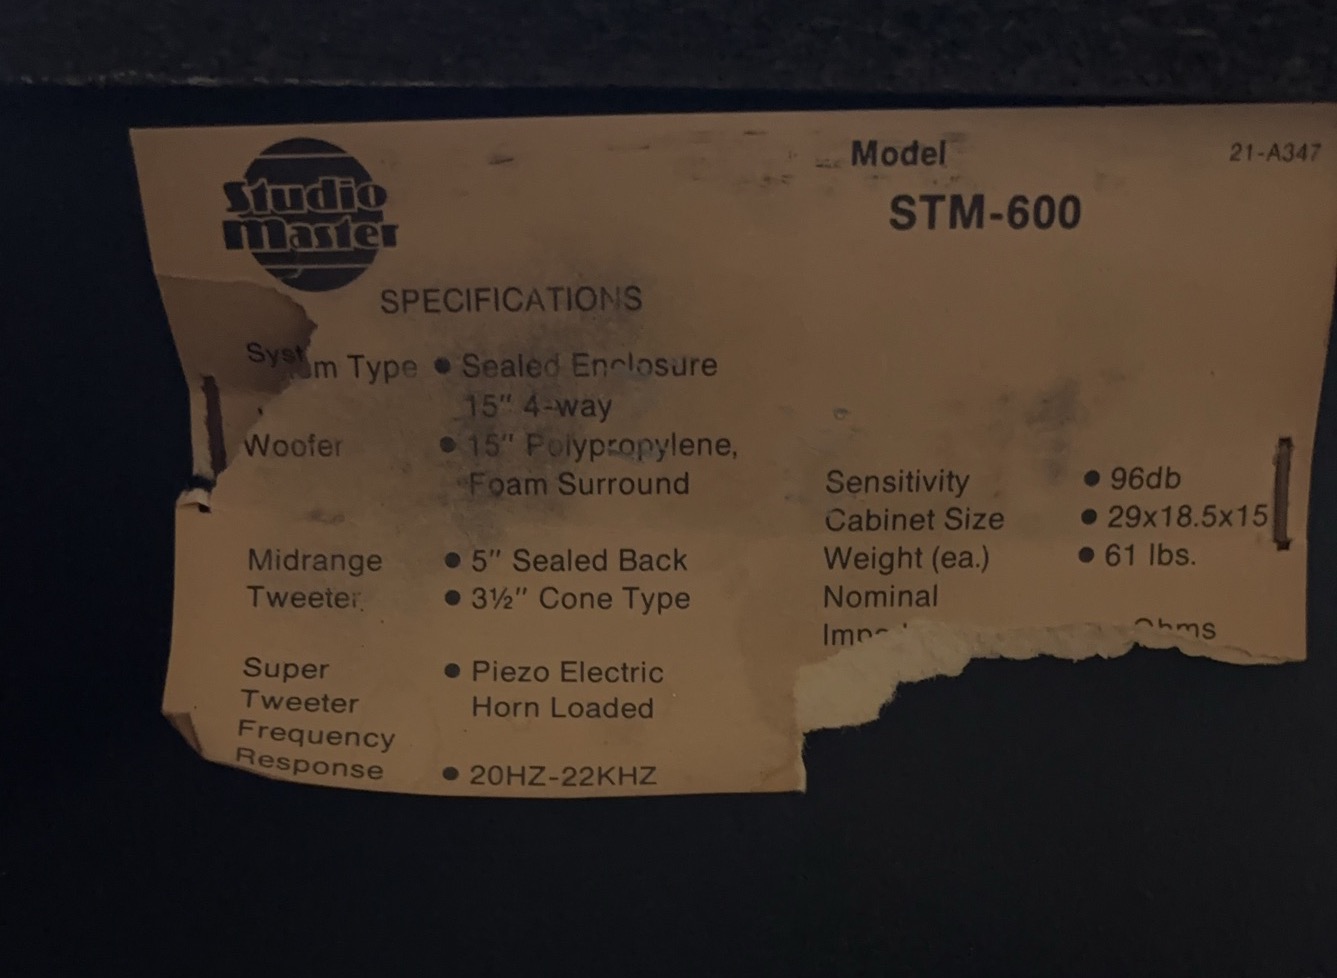 Studio
Master
Model
21-A347
STM-600
SPECIFICATIONS
System Type • Sealed Enclosure
15" 4-way
Woofer • 15" Polypropylene,
Foam Surround
Midrange • 5" Sealed Back
Tweeter • 3½" Cone Type
Super • Piezo Electric
Tweeter Horn Loaded
Frequency
Response • 20HZ-22KHZ
Sensitivity • 96db
Cabinet Size • 29x18.5x15
Weight (ea.) • 61 lbs.
Nominal
Ohms